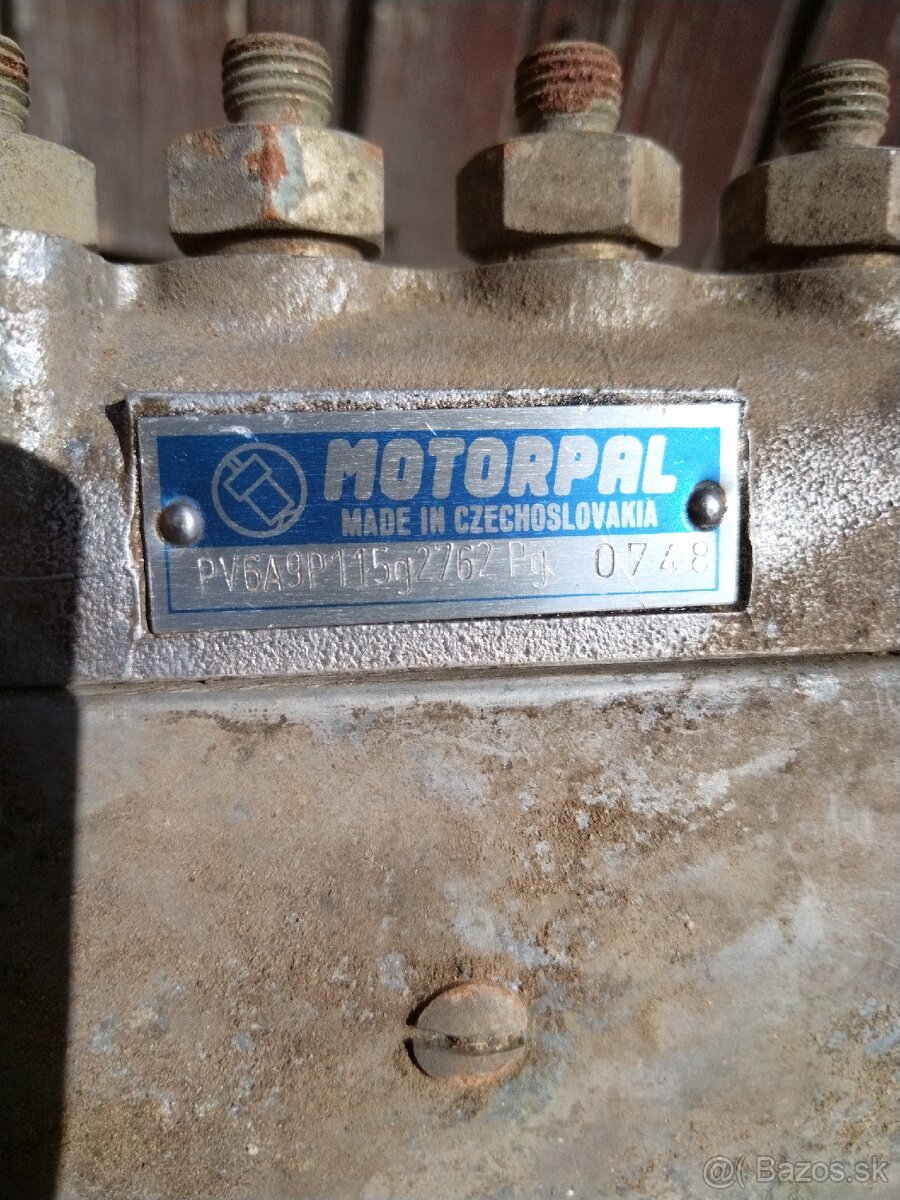 MOTORPAL
MADE IN CZECHOSLOVAKIA
PV6A9P115g2762 Pg 0748
@( Bazos.sk